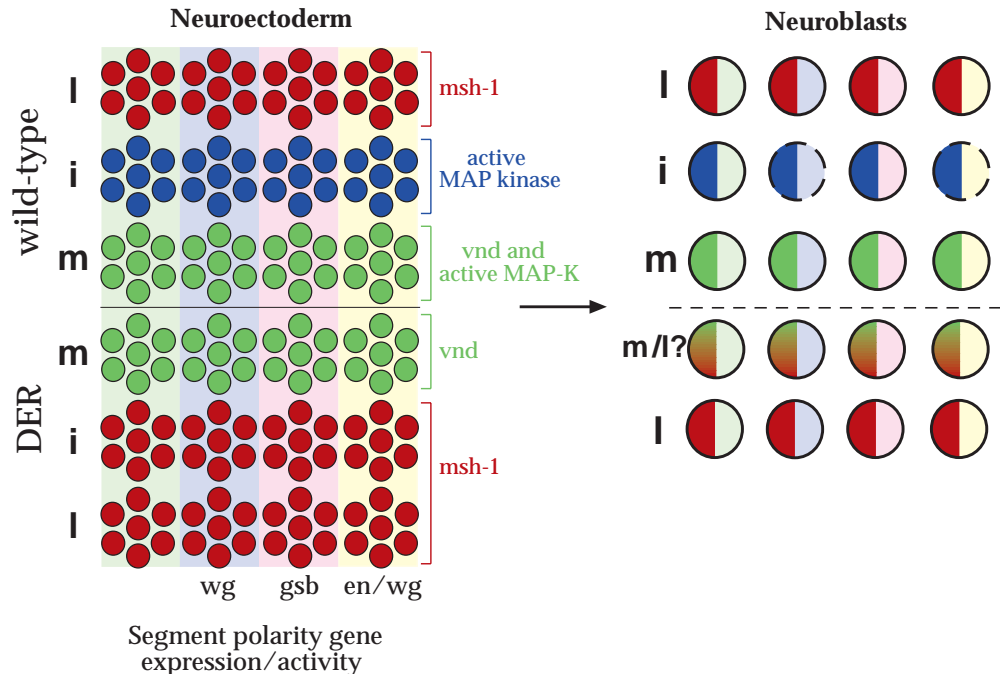 Neuroectoderm
Neuroblasts
wild-type
l
msh-1
l
i
active
MAP kinase
i
m
vnd and
active MAP-K
m
DER
m
vnd
m/l?
i
msh-1
l
l
wg gsb en/wg
Segment polarity gene
expression/activity